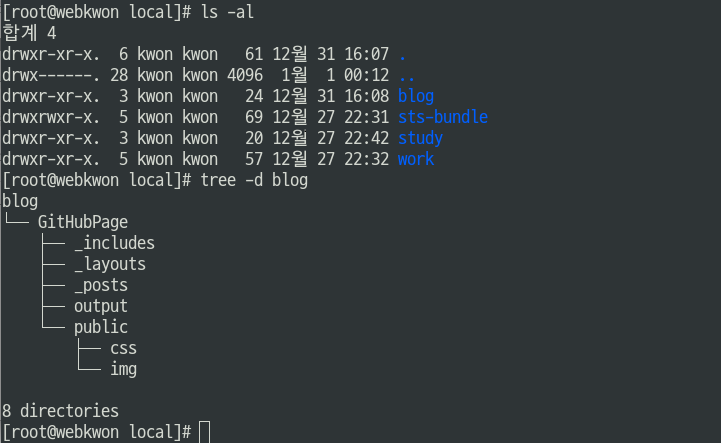 [root@webkwon local]# ls -al
합계 4
drwxr-xr-x.  6 kwon kwon   61 12월 31 16:07 .
drwx------. 28 kwon kwon 4096  1월  1 00:12 ..
drwxr-xr-x.  3 kwon kwon   24 12월 31 16:08 blog
drwxrwxr-x.  5 kwon kwon   69 12월 27 22:31 sts-bundle
drwxr-xr-x.  3 kwon kwon   20 12월 27 22:42 study
drwxr-xr-x.  5 kwon kwon   57 12월 27 22:32 work
[root@webkwon local]# tree -d blog
blog
└── GitHubPage
    ├── _includes
    ├── _layouts
    ├── _posts
    ├── output
    └── public
        ├── css
        └── img
8 directories
[root@webkwon local]#